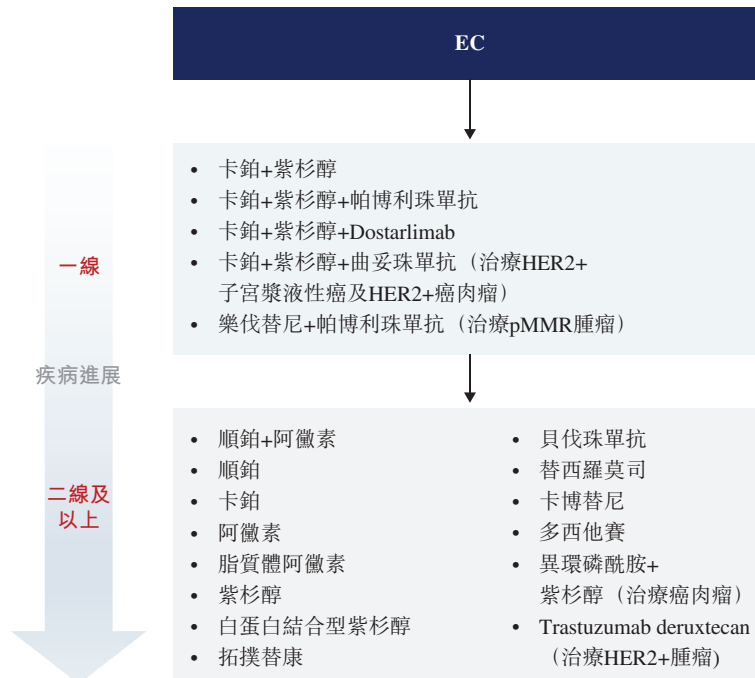 EC
一線
• 卡鉑+紫杉醇
• 卡鉑+紫杉醇+帕博利珠單抗
• 卡鉑+紫杉醇+Dostarlimab
• 卡鉑+紫杉醇+曲妥珠單抗（治療HER2+
子宮漿液性癌及HER2+癌肉瘤）
• 樂伐替尼+帕博利珠單抗（治療pMMR腫瘤）
疾病進展
二線及
以上
• 順鉑+阿黴素
• 順鉑
• 卡鉑
• 阿黴素
• 脂質體阿黴素
• 紫杉醇
• 白蛋白結合型紫杉醇
• 拓撲替康
• 貝伐珠單抗
• 替西羅莫司
• 卡博替尼
• 多西他賽
• 異環磷酰胺+
紫杉醇（治療癌肉瘤）
• Trastuzumab deruxtecan
（治療HER2+腫瘤)